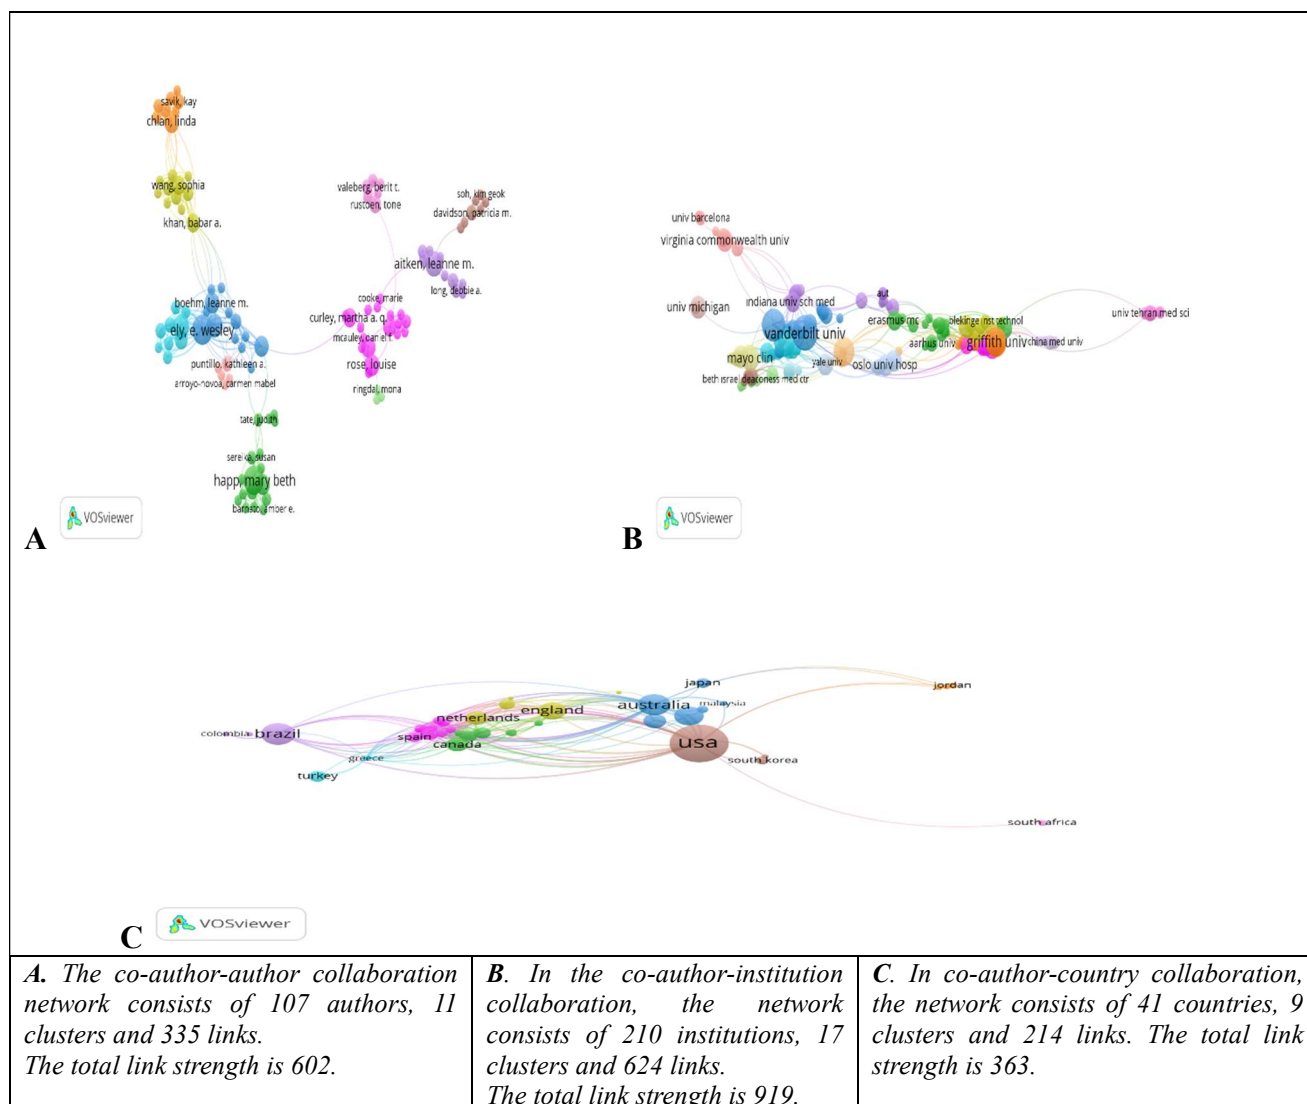 savik, kay
chlan, linda
wang, sophia
khan, babar a.
boehm, leanne m.
ely, e. wesley
puntillo, kathleen a.
arroyo-novoa, carmen mabel
tate, judith
sereika, susan
happ, mary beth
barnato, amber e.
valeberg, berit t.
rustoen, tone
soh, kim geok
davidson, patricia m.
aitken, leanne m.
long, debbie a.
cooke, marie
curley, martha a. q.
mcauley, daniel f.
rose, louise
ringdal, mona
VOSviewer
A
univ barcelona
virginia commonwealth univ
univ michigan
indiana univ sch med
aut
vanderbilt univ
erasmus mc
blekinge inst technol
univ tehran med sci
aarhus univ
griffith univ
china med univ
mayo clin
yale univ
oslo univ hosp
beth israel deaconess med ctr
VOSviewer
B
japan
jordan
australia
malaysia
england
netherlands
colombia
brazil
spain
canada
usa
greece
south korea
turkey
south africa
VOSviewer
C
A. The co-author-author collaboration
network consists of 107 authors, 11
clusters and 335 links.
The total link strength is 602.
B. In the co-author-institution
collaboration, the network
consists of 210 institutions, 17
clusters and 624 links.
The total link strength is 919.
C. In co-author-country collaboration,
the network consists of 41 countries, 9
clusters and 214 links. The total link
strength is 363.